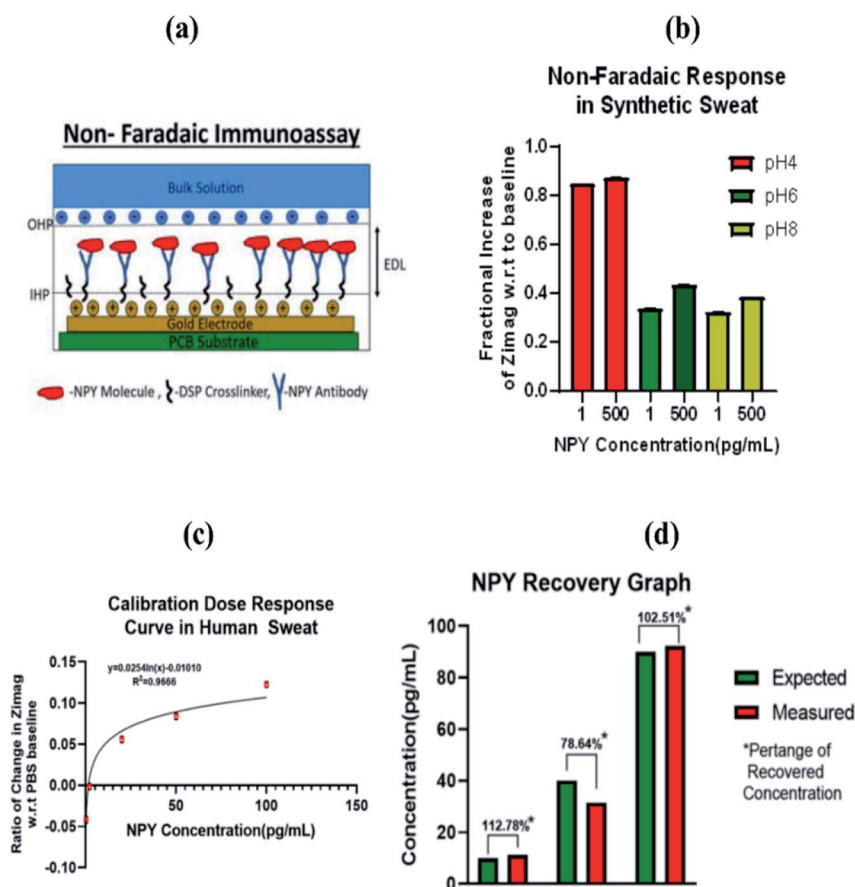 (a)
Non- Faradaic Immunoassay
Bulk Solution
OHP
EDL
IHP
Gold Electrode
PCB Substrate
-NPY Molecule , -DSP Crosslinker, -NPY Antibody
(b)
Non-Faradaic Response
in Synthetic Sweat
Fractional Increase
of Zimag w.r.t to baseline
1.0
0.8
0.6
0.4
0.2
0.0
pH4
pH6
pH8
1 500 1 500 1 500
NPY Concentration(pg/mL)
(c)
Calibration Dose Response
Curve in Human Sweat
y=0.0254ln(x)-0.01010
R²=0.9666
Ratio of Change in Zimag
w.r.t PBS baseline
0.15
0.10
0.05
0.00
-0.05
-0.10
50 100 150
NPY Concentration(pg/mL)
(d)
NPY Recovery Graph
Concentration(pg/mL)
100
80
60
40
20
0
112.78%*
78.64%*
102.51%*
Expected
Measured
*Pertange of
Recovered
Concentration